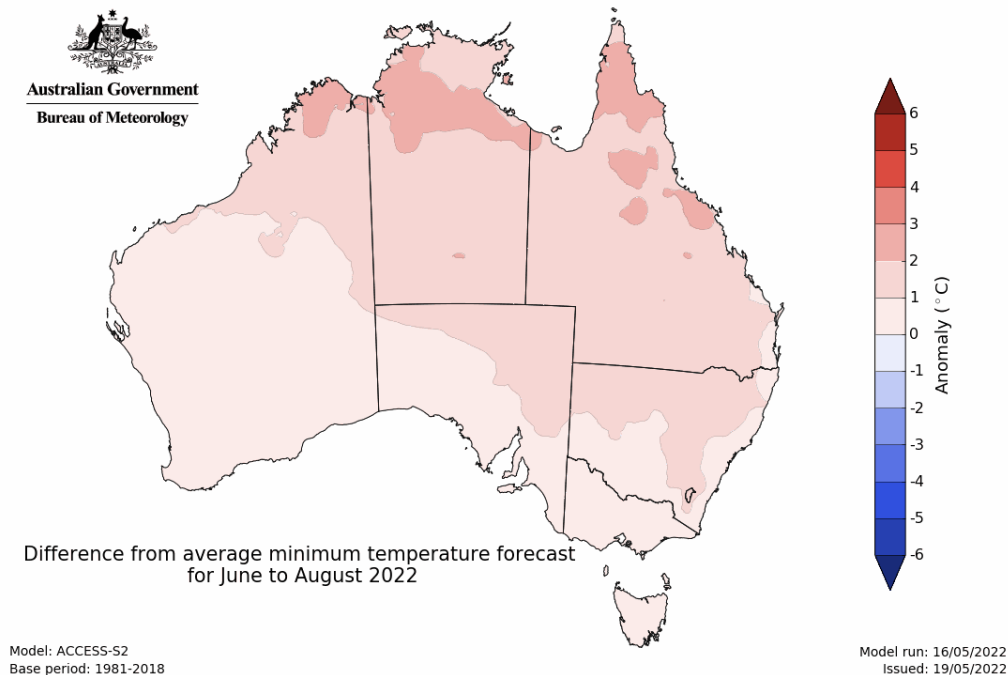 Australian Government
Bureau of Meteorology
6
5
4
3
2
1
0
-1
-2
-3
-4
-5
-6
Anomaly (°C)
Difference from average minimum temperature forecast
for June to August 2022
Model: ACCESS-S2
Base period: 1981-2018
Model run: 16/05/2022
Issued: 19/05/2022